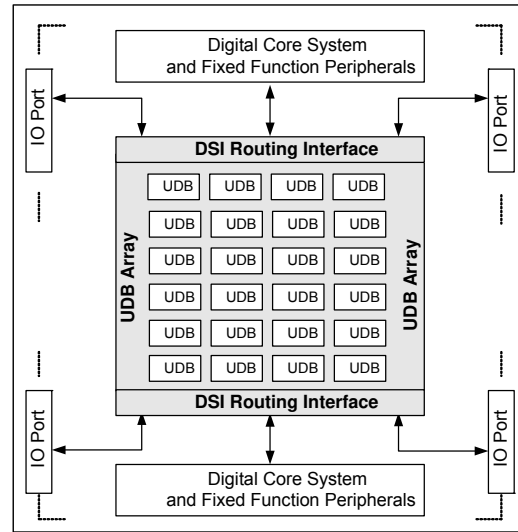 Digital Core System
and Fixed Function Peripherals
IO Port
IO Port
DSI Routing Interface
UDB UDB UDB UDB
UDB UDB UDB UDB
UDB UDB UDB UDB
UDB UDB UDB UDB
UDB UDB UDB UDB
UDB UDB UDB UDB
UDB Array
UDB Array
DSI Routing Interface
IO Port
IO Port
Digital Core System
and Fixed Function Peripherals